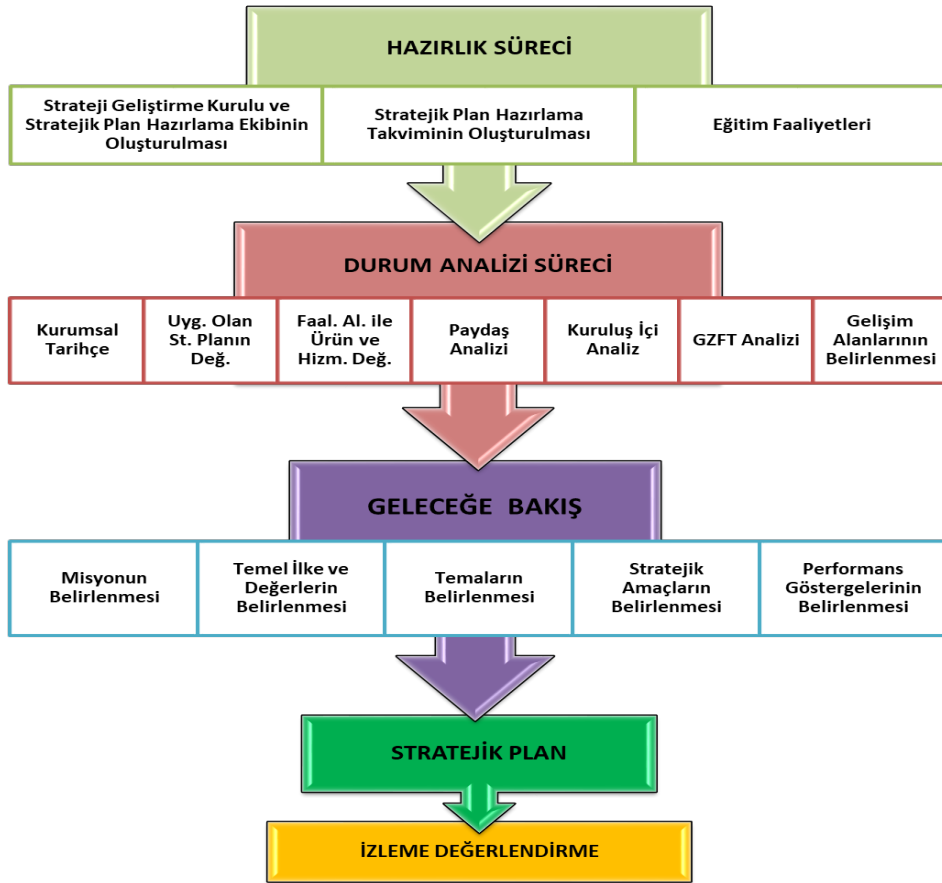 HAZIRLIK SÜRECİ
Strateji Geliştirme Kurulu ve
Stratejik Plan Hazırlama Ekibinin
Oluşturulması
Stratejik Plan Hazırlama
Takviminin Oluşturulması
Eğitim Faaliyetleri
DURUM ANALİZİ SÜRECİ
Kurumsal
Tarihçe
Uyg. Olan
St. Planın
Değ.
Faal. Al. ile
Ürün ve
Hizm. Değ.
Paydaş
Analizi
Kuruluş İçi
Analiz
GZFT Analizi
Gelişim
Alanlarının
Belirlenmesi
GELECEĞE BAKIŞ
Misyonun
Belirlenmesi
Temel İlke ve
Değerlerin
Belirlenmesi
Temaların
Belirlenmesi
Stratejik
Amaçların
Belirlenmesi
Performans
Göstergelerinin
Belirlenmesi
STRATEJİK PLAN
İZLEME DEĞERLENDİRME